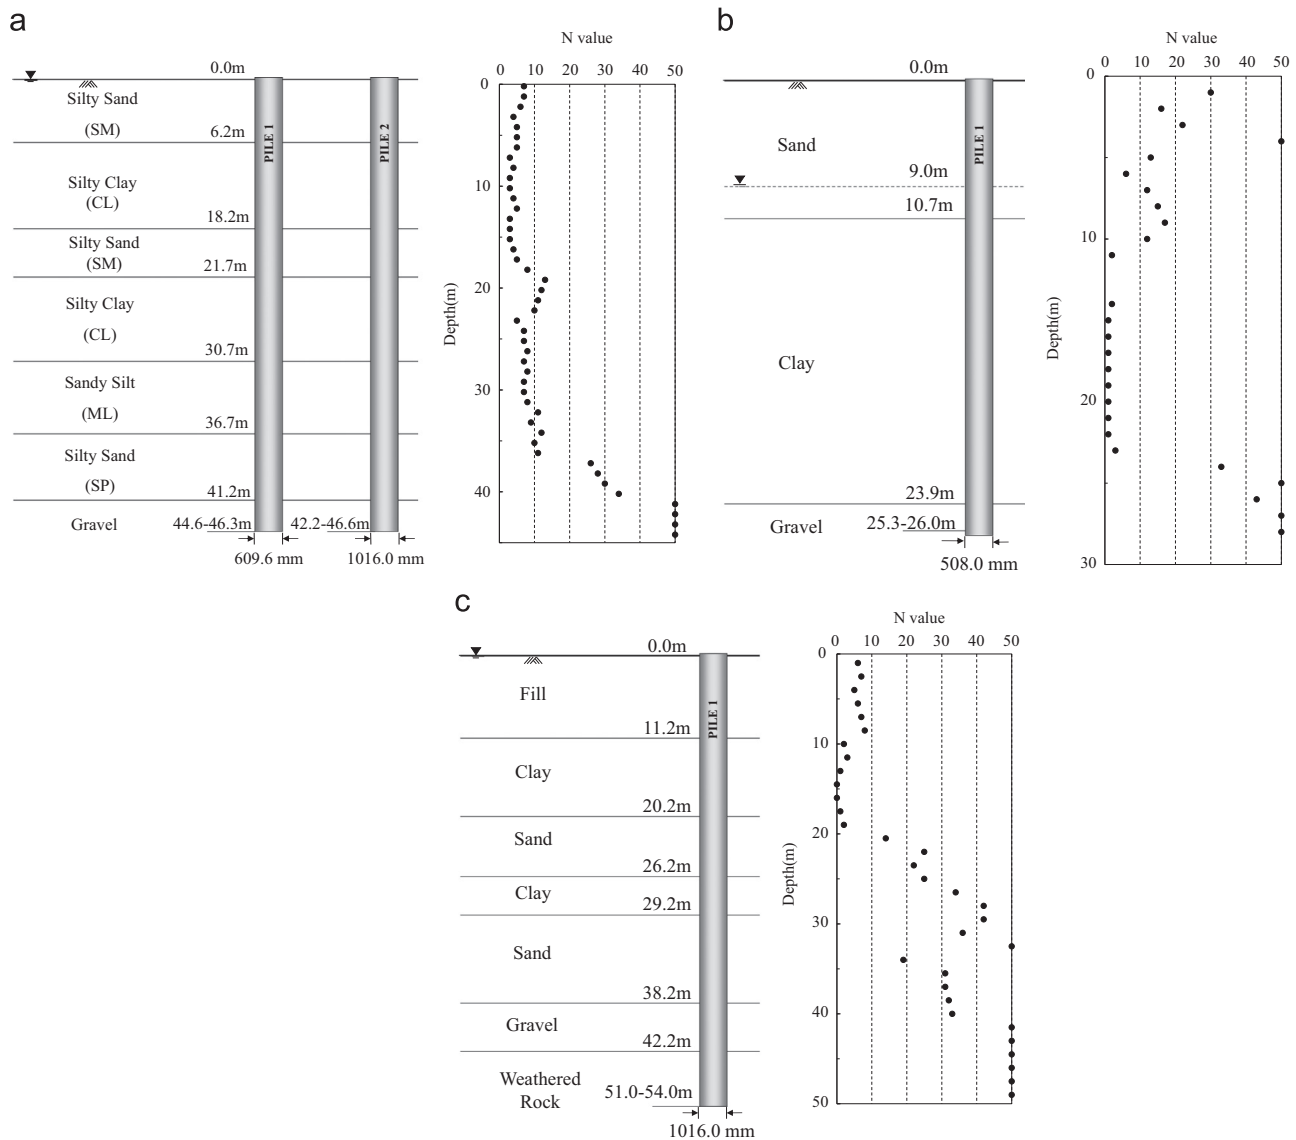 a
0.0m
Silty Sand
(SM)
6.2m
Silty Clay
(CL)
18.2m
Silty Sand
(SM)
21.7m
Silty Clay
(CL)
30.7m
Sandy Silt
(ML)
36.7m
Silty Sand
(SP)
41.2m
Gravel
44.6-46.3m
42.2-46.6m
609.6 mm
1016.0 mm
PILE 1
PILE 2
N value
0 10 20 30 40 50
Depth(m)
0
10
20
30
40
b
0.0m
Sand
9.0m
10.7m
Clay
23.9m
Gravel
25.3-26.0m
508.0 mm
PILE 1
N value
0 10 20 30 40 50
Depth(m)
0
10
20
30
c
0.0m
Fill
11.2m
Clay
20.2m
Sand
26.2m
Clay
29.2m
Sand
38.2m
Gravel
42.2m
Weathered
Rock
51.0-54.0m
1016.0 mm
PILE 1
N value
0 10 20 30 40 50
Depth(m)
0
10
20
30
40
50